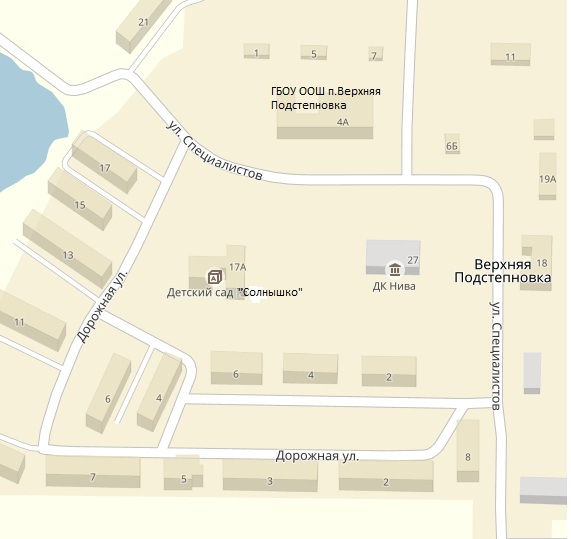 21
1
5
7
11
ГБОУ ООШ п.Верхняя
Подстепновка
4А
ул. Специалистов
6Б
17
19А
15
13
17А
27
Верхняя
Подстепновка
18
Детский сад "Солнышко"
ДК Нива
Дорожная ул.
11
ул. Специалистов
6
4
2
6
4
Дорожная ул.
8
7
5
3
2